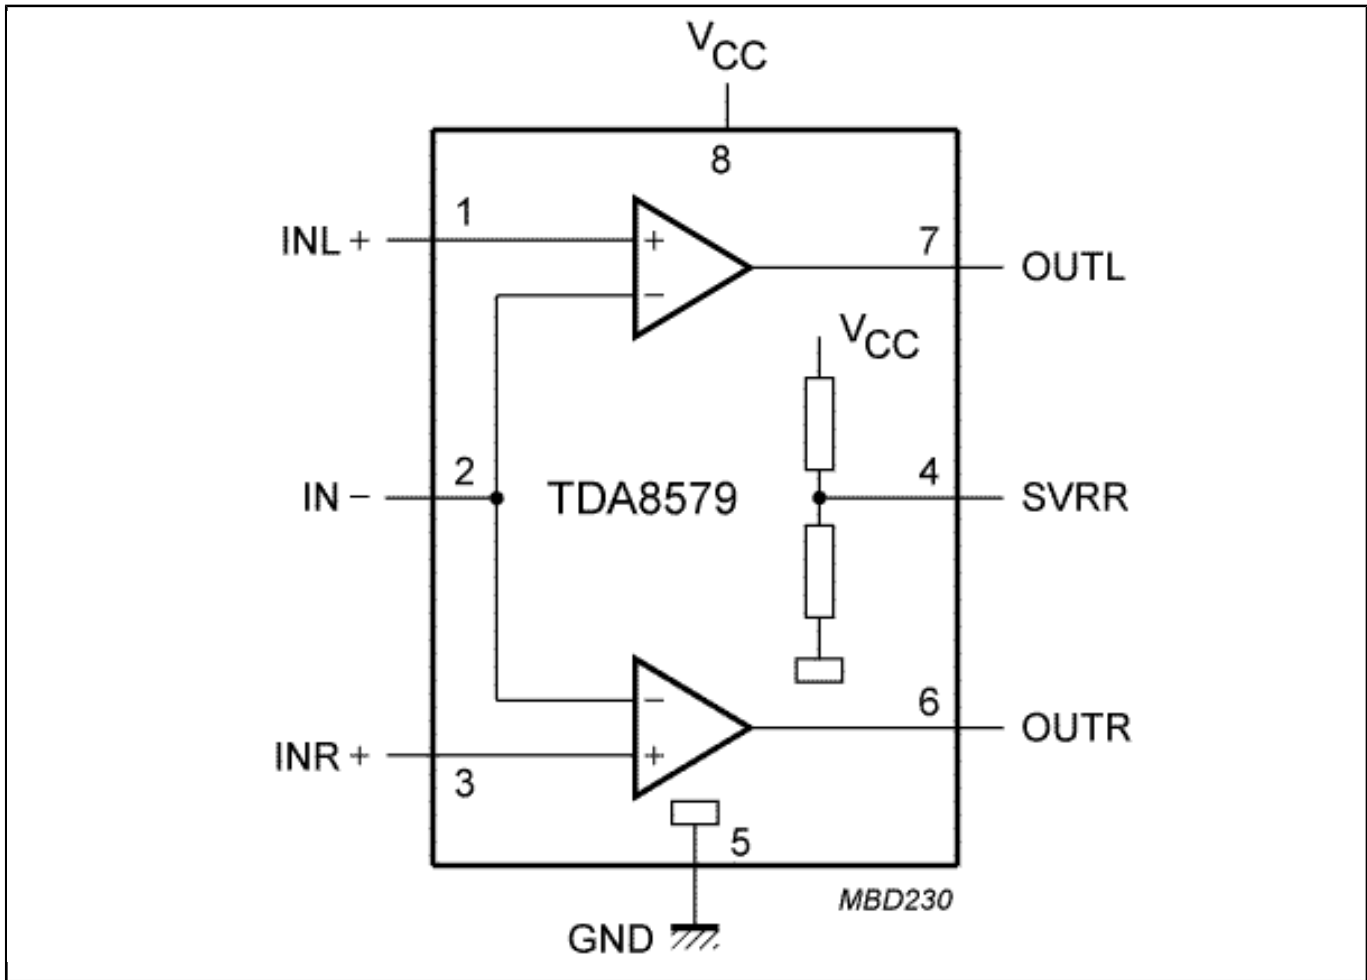 VCC
8
1
INL +
+
7
OUTL
−
VCC
2
IN −
TDA8579
4
SVRR
−
6
OUTR
INR +
3
+
5
MBD230
GND